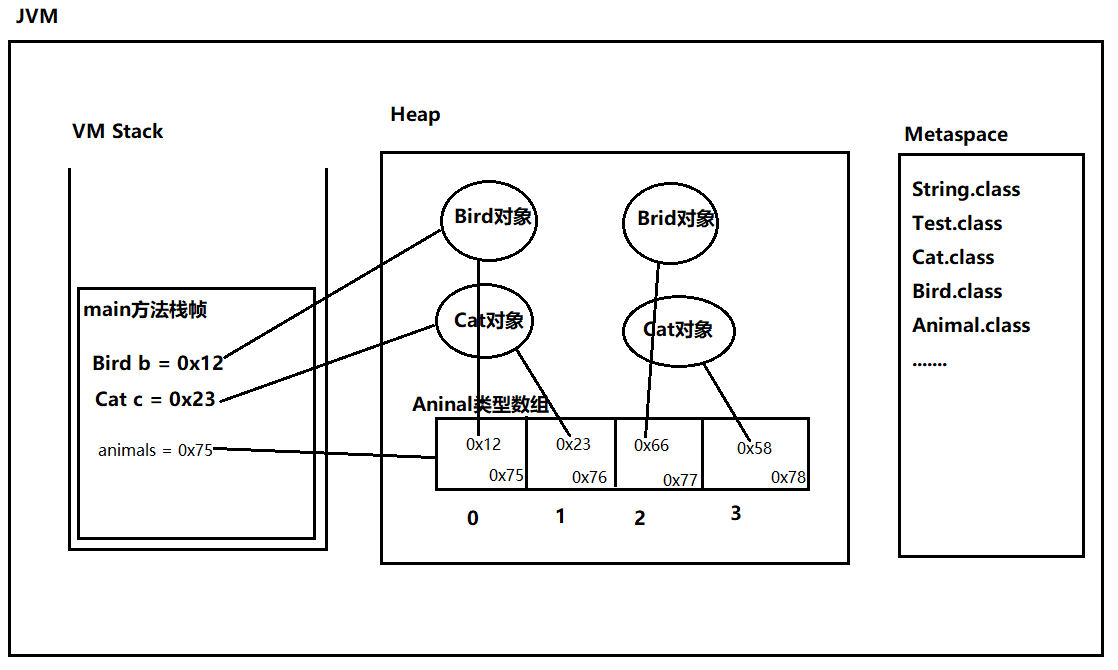 JVM
VM Stack
main方法栈帧
Bird b = 0x12
Cat c = 0x23
animals = 0x75
Heap
Bird对象
Brid对象
Cat对象
Cat对象
Aninal类型数组
0x12
0x75
0x23
0x76
0x66
0x77
0x58
0x78
0
1
2
3
Metaspace
String.class
Test.class
Cat.class
Bird.class
Animal.class
.......